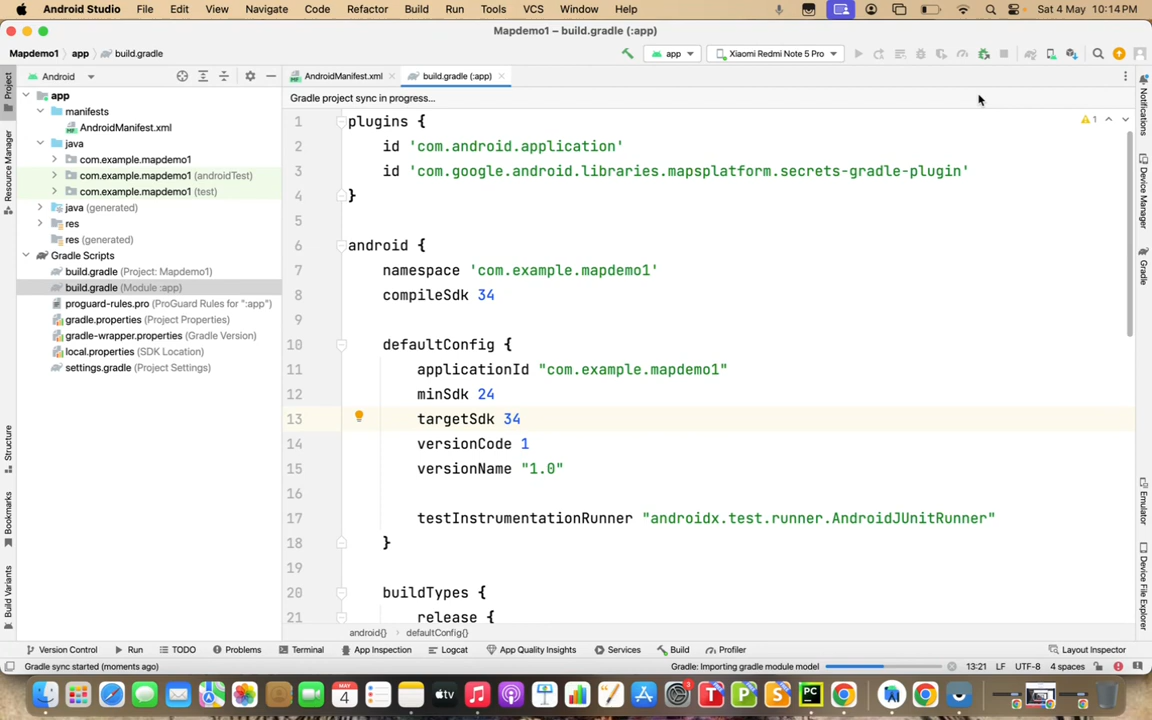 Android Studio File Edit View Navigate Code Refactor Build Run Tools VCS Window Help Sat 4 May 10:14 PM
Mapdemo1 – build.gradle (:app)
Mapdemo1 app build.gradle app Xiaomi Redmi Note 5 Pro
Android AndroidManifest.xml build.gradle (:app)
Gradle project sync in progress...
Project
Resource Manager
Structure
Bookmarks
Build Variants
app
manifests
AndroidManifest.xml
java
com.example.mapdemo1
com.example.mapdemo1 (androidTest)
com.example.mapdemo1 (test)
java (generated)
res
res (generated)
Gradle Scripts
build.gradle (Project: Mapdemo1)
build.gradle (Module :app)
proguard-rules.pro (ProGuard Rules for ":app")
gradle.properties (Project Properties)
gradle-wrapper.properties (Gradle Version)
local.properties (SDK Location)
settings.gradle (Project Settings)
1 plugins {
2 id 'com.android.application'
3 id 'com.google.android.libraries.mapsplatform.secrets-gradle-plugin'
4 }
5
6 android {
7 namespace 'com.example.mapdemo1'
8 compileSdk 34
9
10 defaultConfig {
11 applicationId "com.example.mapdemo1"
12 minSdk 24
13 targetSdk 34
14 versionCode 1
15 versionName "1.0"
16
17 testInstrumentationRunner "androidx.test.runner.AndroidJUnitRunner"
18 }
19
20 buildTypes {
21 release {
android{} defaultConfig{}
1
Notifications
Device Manager
Gradle
Emulator
Device File Explorer
Version Control Run TODO Problems Terminal App Inspection Logcat App Quality Insights Services Build Profiler Layout Inspector
Gradle sync started (moments ago) Gradle: Importing gradle module model 13:21 LF UTF-8 4 spaces
MAY
4
tv
3
T P S PC